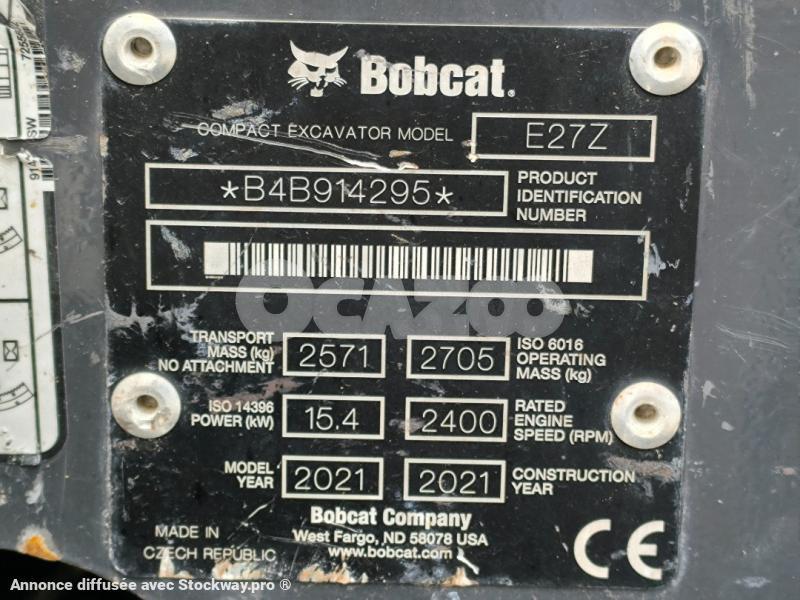 Bobcat.
COMPACT EXCAVATOR MODEL E27Z
*B4B914295*
PRODUCT IDENTIFICATION NUMBER
OCAZOO
TRANSPORT MASS (kg) NO ATTACHMENT 2571
2705 ISO 6016 OPERATING MASS (kg)
ISO 14396 POWER (kW) 15.4
2400 RATED ENGINE SPEED (RPM)
MODEL YEAR 2021
2021 CONSTRUCTION YEAR
Bobcat Company
West Fargo, ND 58078 USA
www.bobcat.com
MADE IN
CZECH REPUBLIC
CE
Annonce diffusée avec Stockway.pro ®